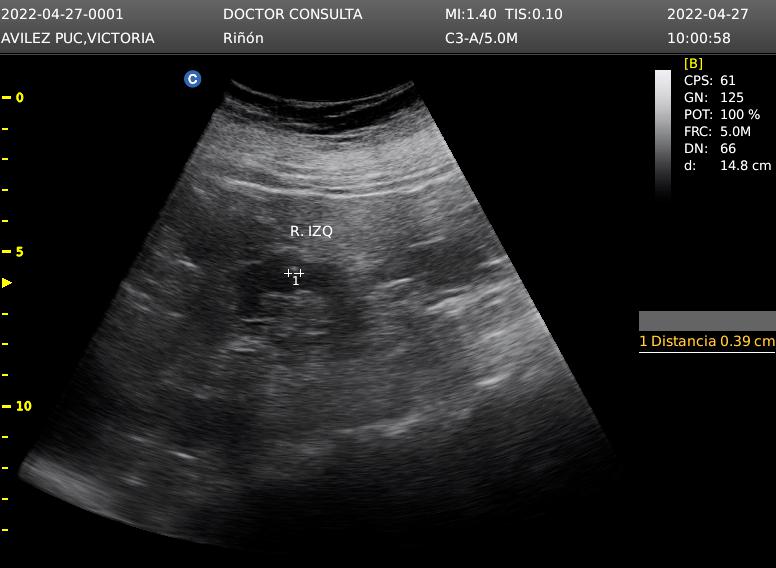 2022-04-27-0001 DOCTOR CONSULTA MI:1.40 TIS:0.10 2022-04-27
AVILEZ PUC,VICTORIA Riñón C3-A/5.0M 10:00:58
C
[B]
CPS: 61
GN: 125
POT: 100 %
FRC: 5.0M
DN: 66
d: 14.8 cm
0
R. IZQ
5
1
1 Distancia 0.39 cm
10